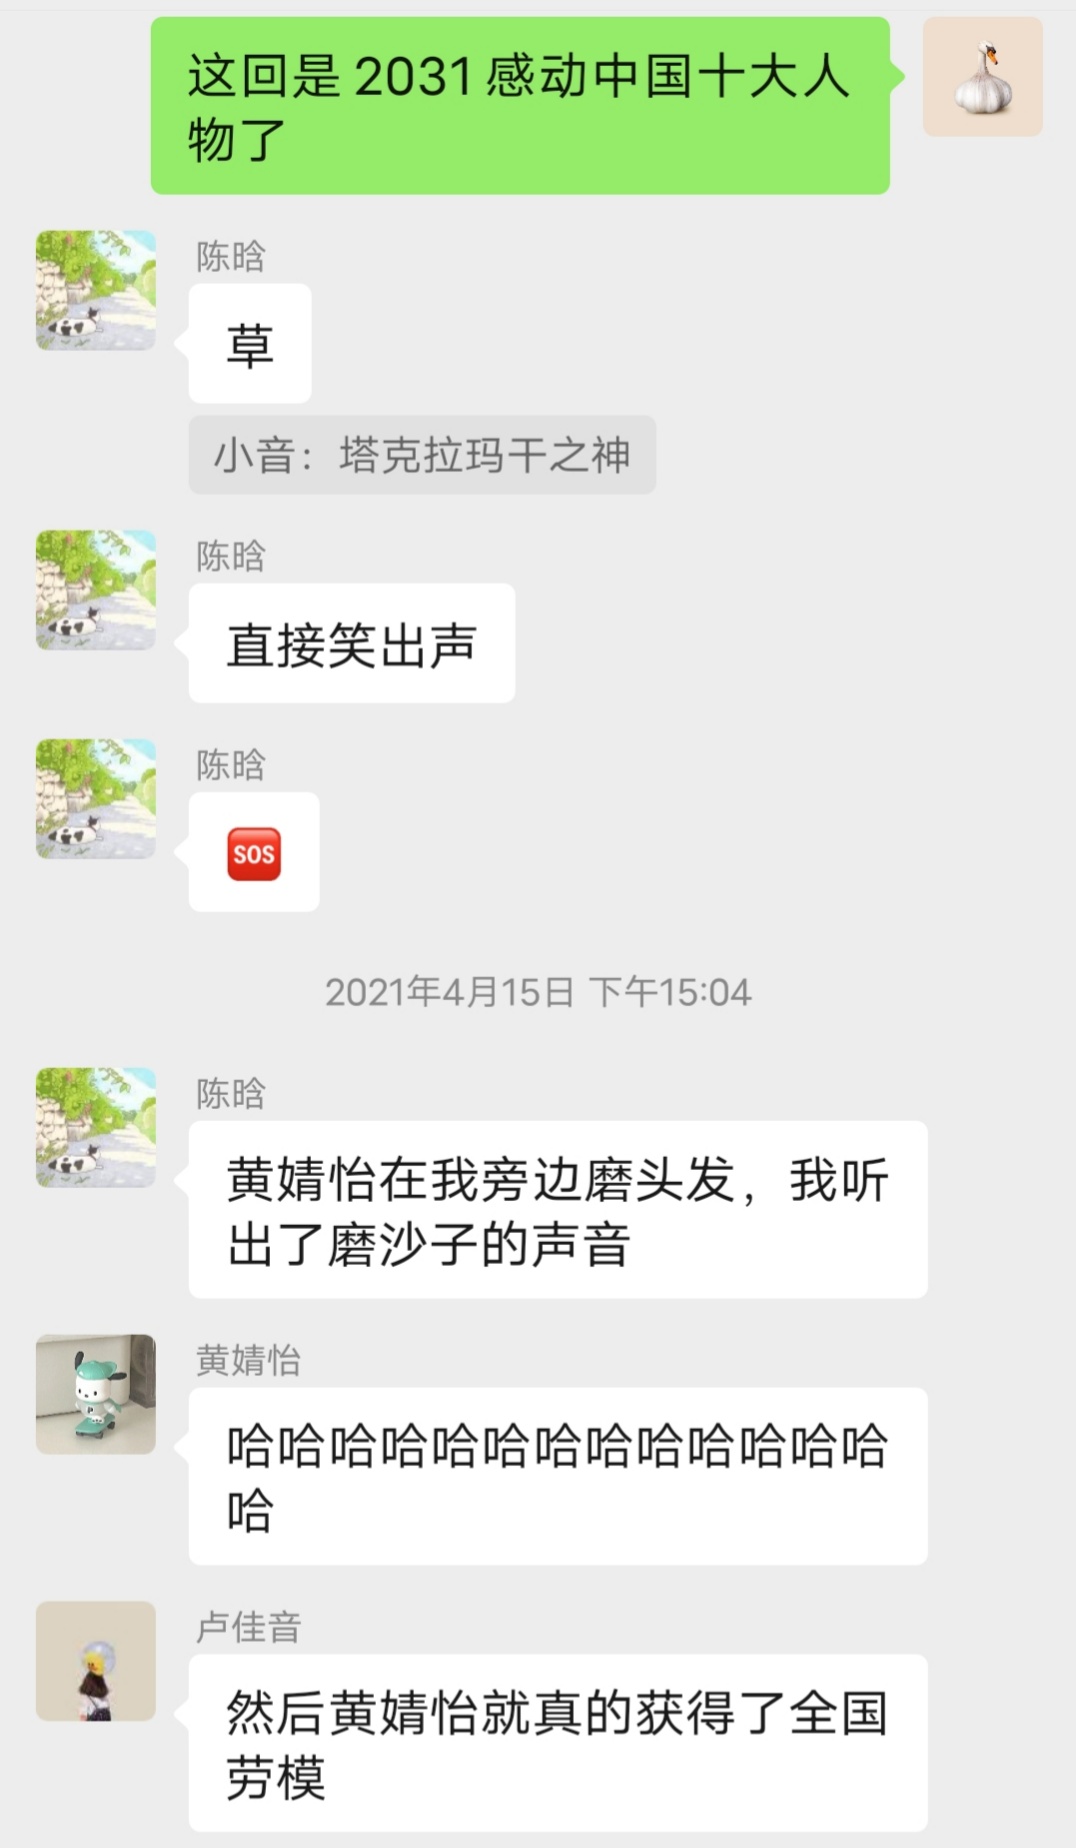 这回是2031感动中国十大人
物了
陈晗
草
小音：塔克拉玛干之神
陈晗
直接笑出声
陈晗
SOS
2021年4月15日 下午15:04
陈晗
黄婧怡在我旁边磨头发，我听
出了磨沙子的声音
黄婧怡
哈哈哈哈哈哈哈哈哈哈哈哈哈
哈
卢佳音
然后黄婧怡就真的获得了全国
劳模